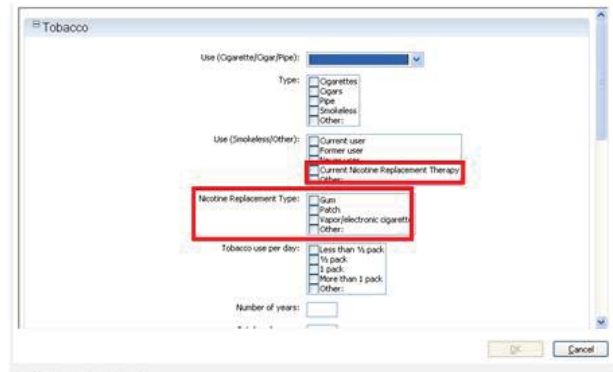 Tobacco
Use (Cigarette/Cigar/Pipe):
Type:
Cigarettes
Cigars
Pipe
Smokeless
Other:
Use (Smokeless/Other):
Current user
Former user
Never user
Current Nicotine Replacement Therapy
Other:
Nicotine Replacement Type:
Gum
Patch
Vapor/electronic cigarette
Other:
Tobacco use per day:
Less than ½ pack
½ pack
1 pack
More than 1 pack
Other:
Number of years:
OK Cancel